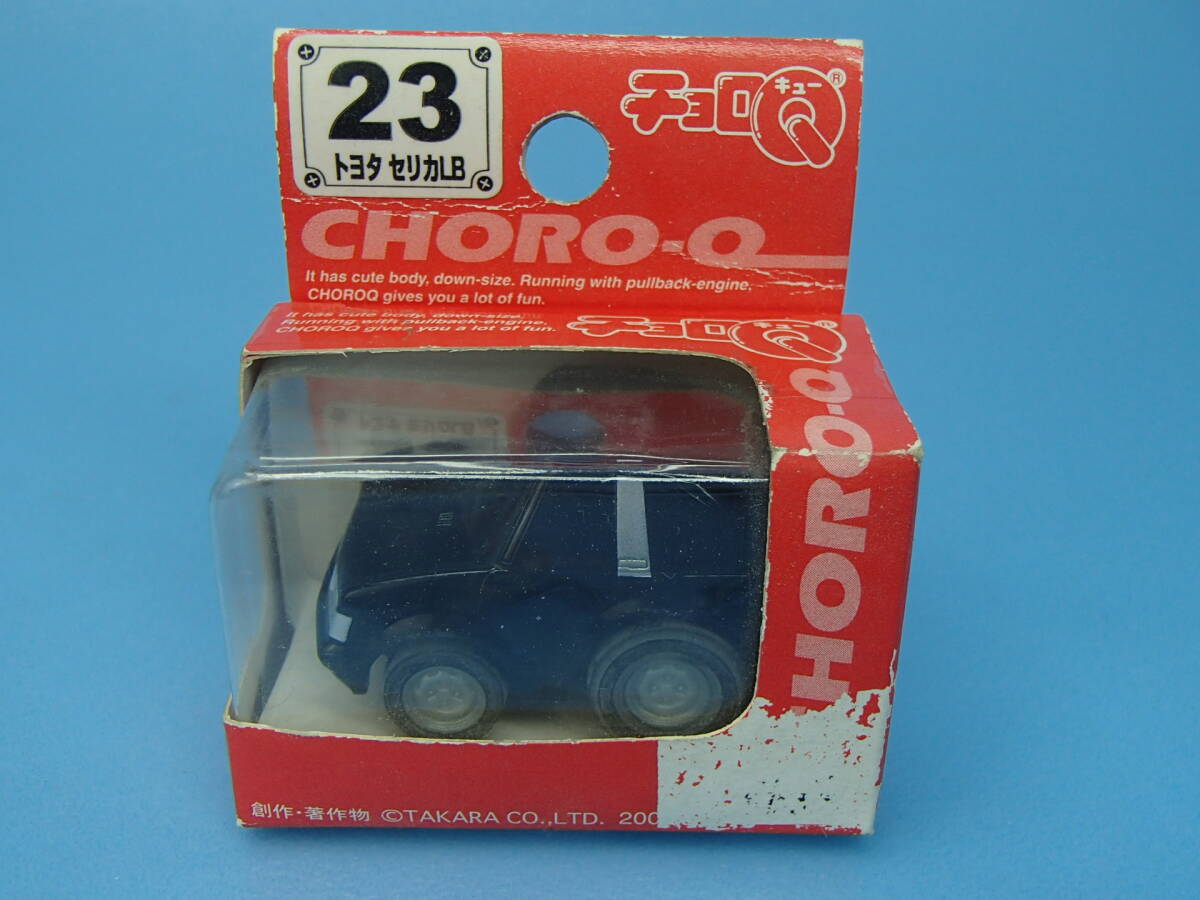 23
トヨタ セリカLB
チョロQ
キュー
®
CHORO-Q
It has cute body, down-size. Running with pullback-engine,
CHOROQ gives you a lot of fun.
It has cute body, down-size.
Running with pullback-engine,
CHOROQ gives you a lot of fun.
チョロQ
キュー
CHORO-Q
創作・著作物 ©TAKARA CO.,LTD. 200